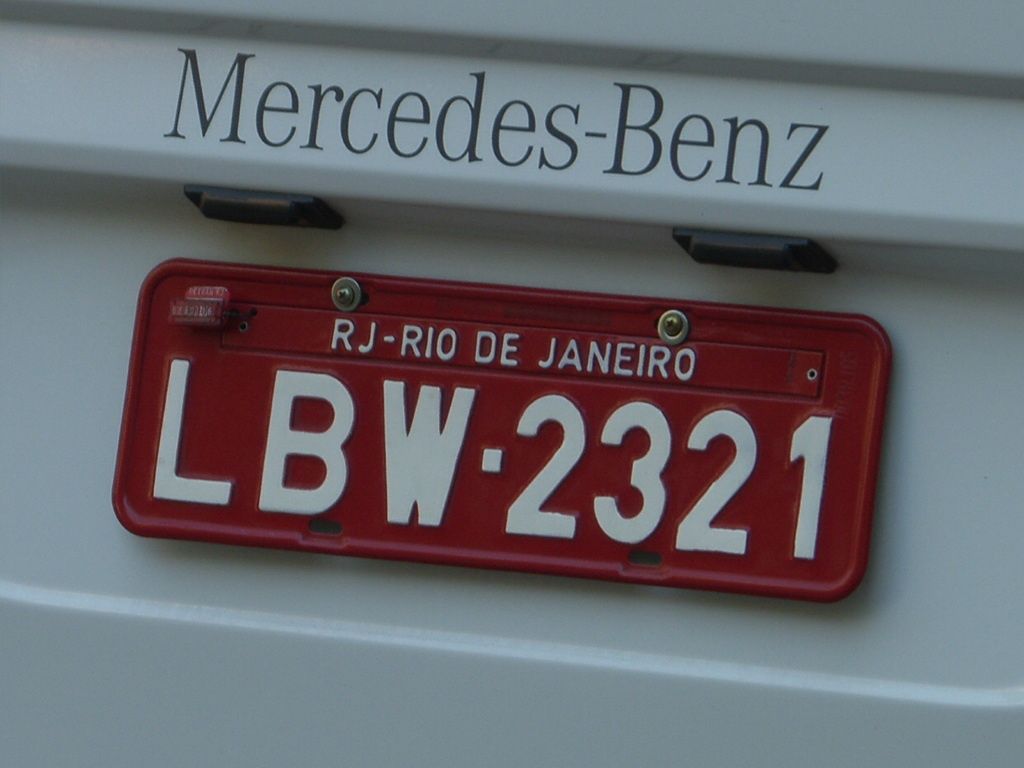 Mercedes-Benz
RJ-RIO DE JANEIRO
LBW·2321